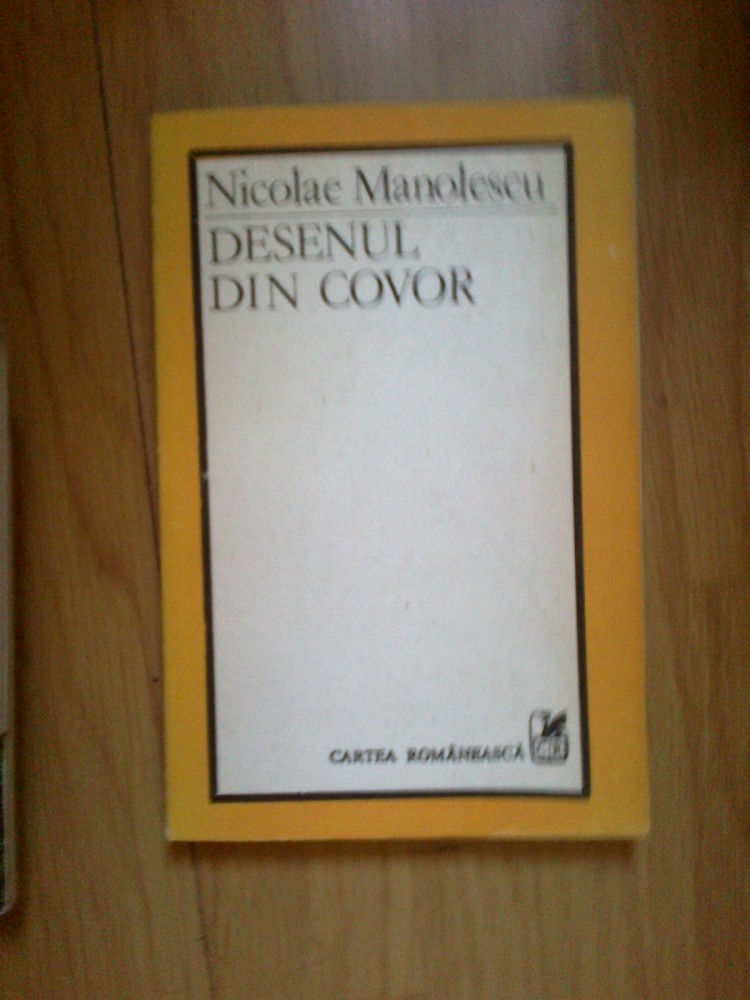 Nicolae Manolescu
DESENUL
DIN COVOR
CARTEA ROMÂNEASCĂ